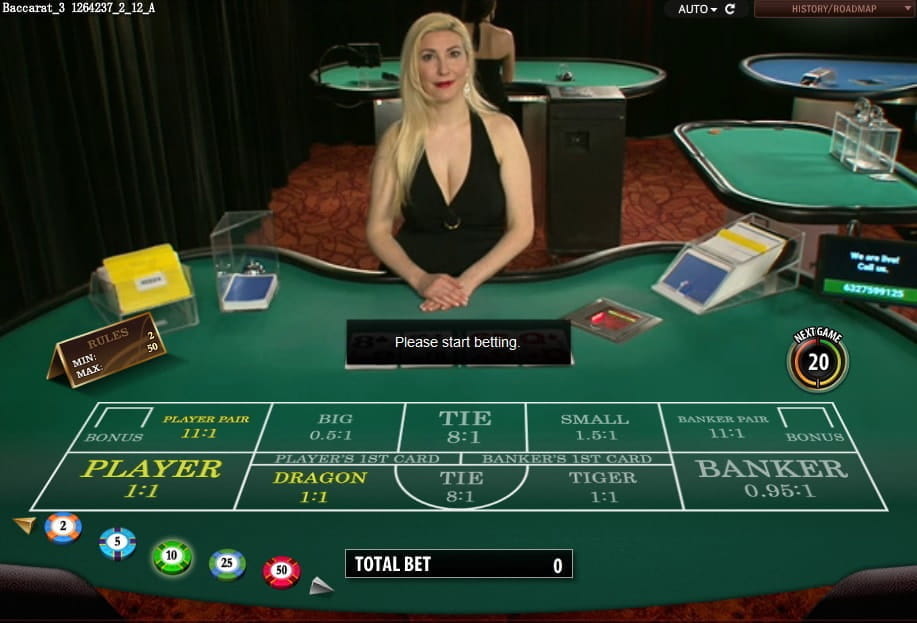 Baccarat_3 1264237_2_12_A
AUTO
HISTORY/ROADMAP
We are live!
Call us.
6327599125
RULES
MIN: 2
MAX: 50
Please start betting.
NEXT GAME
20
BONUS
PLAYER PAIR
11:1
BIG
0.5:1
TIE
8:1
SMALL
1.5:1
BANKER PAIR
11:1
BONUS
PLAYER'S 1ST CARD
BANKER'S 1ST CARD
PLAYER
1:1
DRAGON
1:1
TIE
8:1
TIGER
1:1
BANKER
0.95:1
2
5
10
25
50
TOTAL BET 0